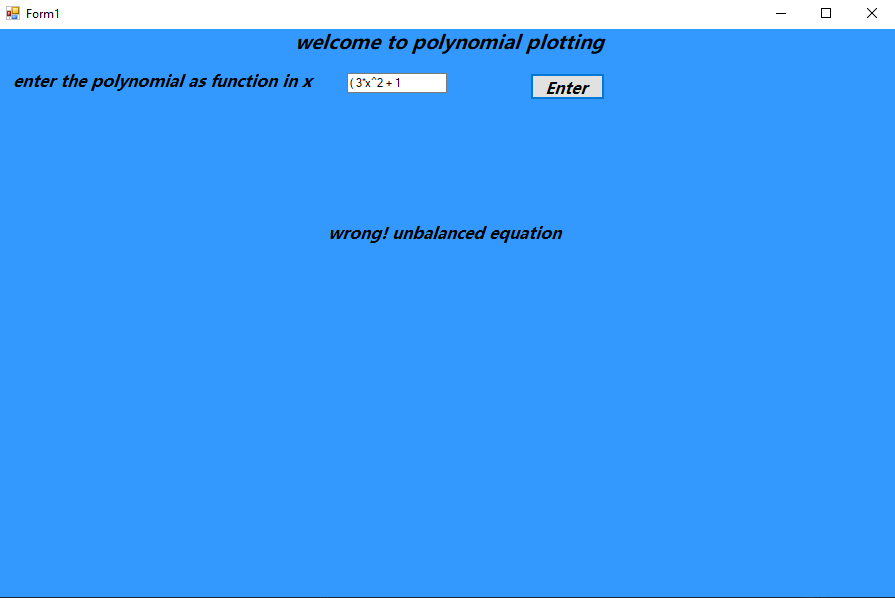 Form1
welcome to polynomial plotting
enter the polynomial as function in x
( 3*x^2 + 1
Enter
wrong! unbalanced equation